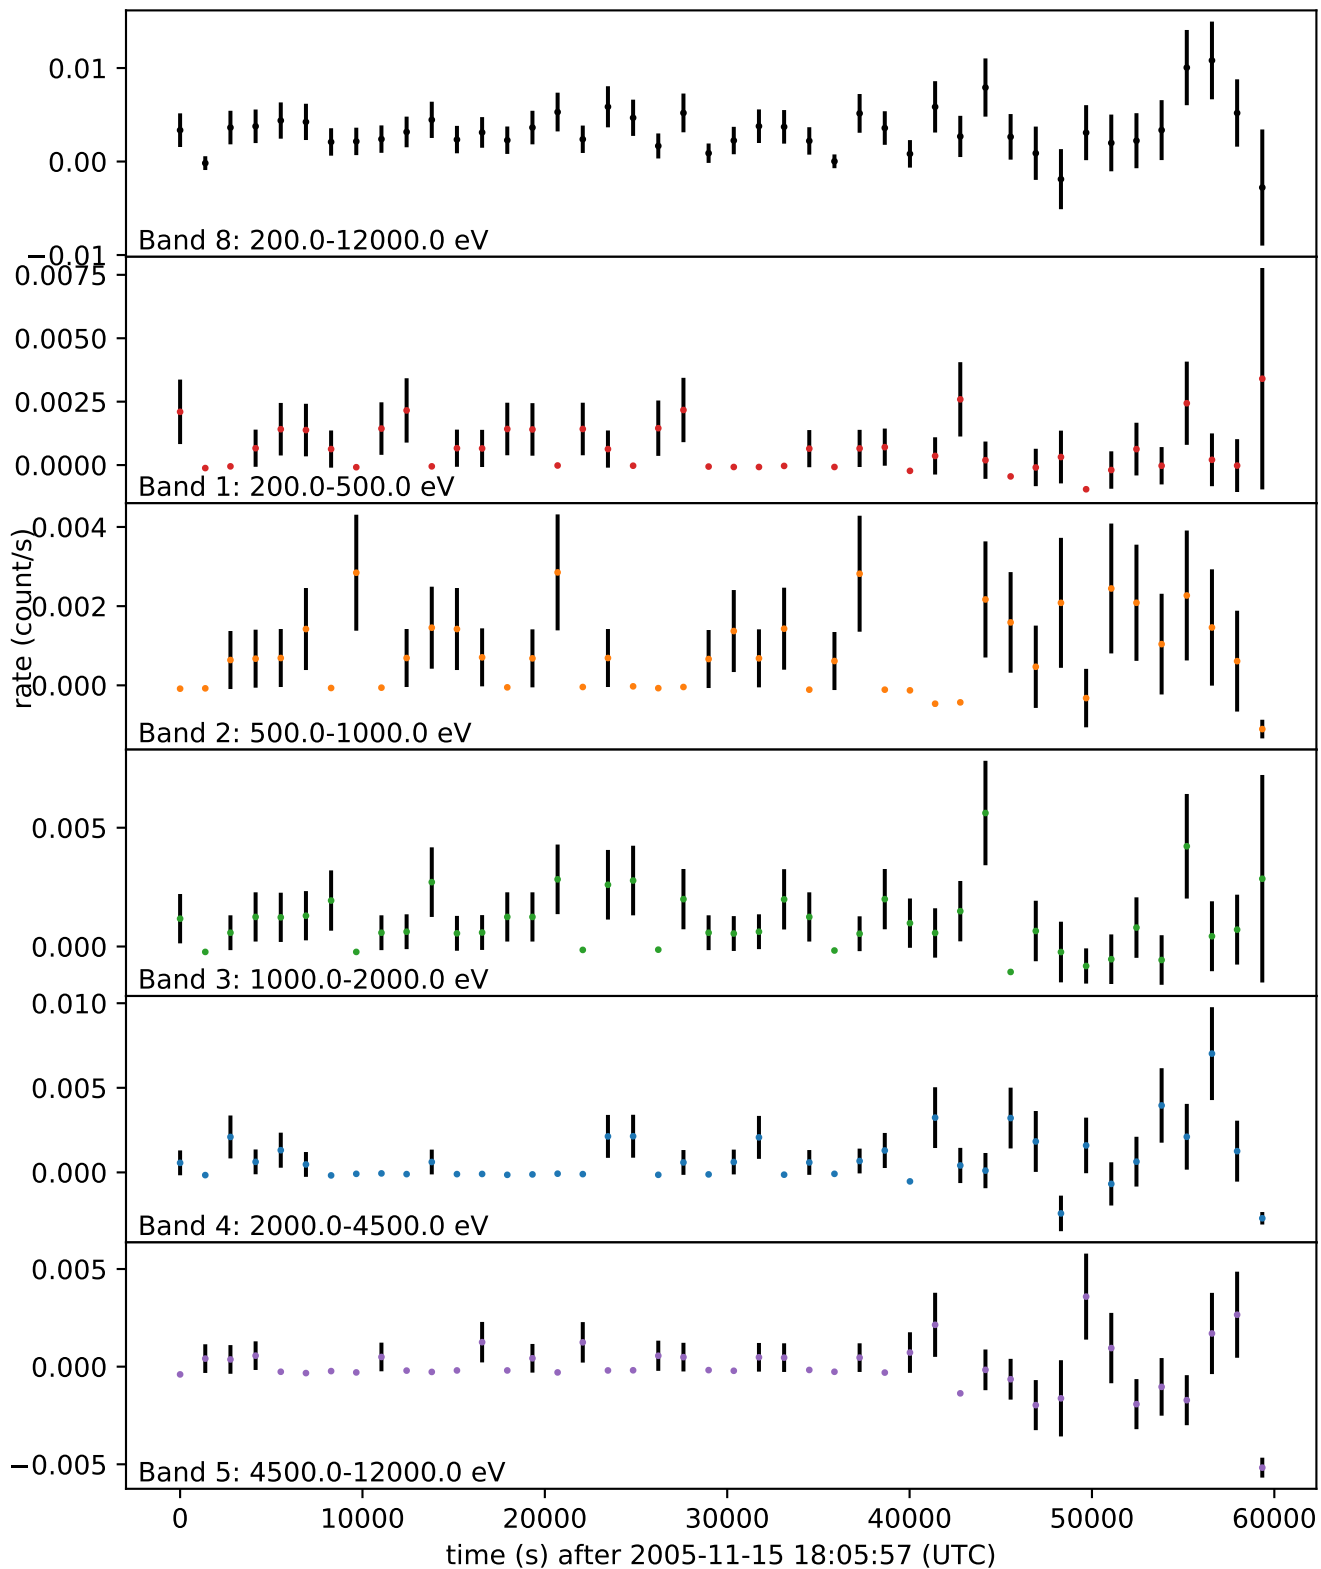 0.01
0.00
−0.01
Band 8: 200.0-12000.0 eV
0.0075
0.0050
0.0025
0.0000
Band 1: 200.0-500.0 eV
rate (count/s)
0.004
0.002
0.000
Band 2: 500.0-1000.0 eV
0.005
0.000
Band 3: 1000.0-2000.0 eV
0.010
0.005
0.000
Band 4: 2000.0-4500.0 eV
0.005
0.000
−0.005
Band 5: 4500.0-12000.0 eV
0 10000 20000 30000 40000 50000 60000
time (s) after 2005-11-15 18:05:57 (UTC)